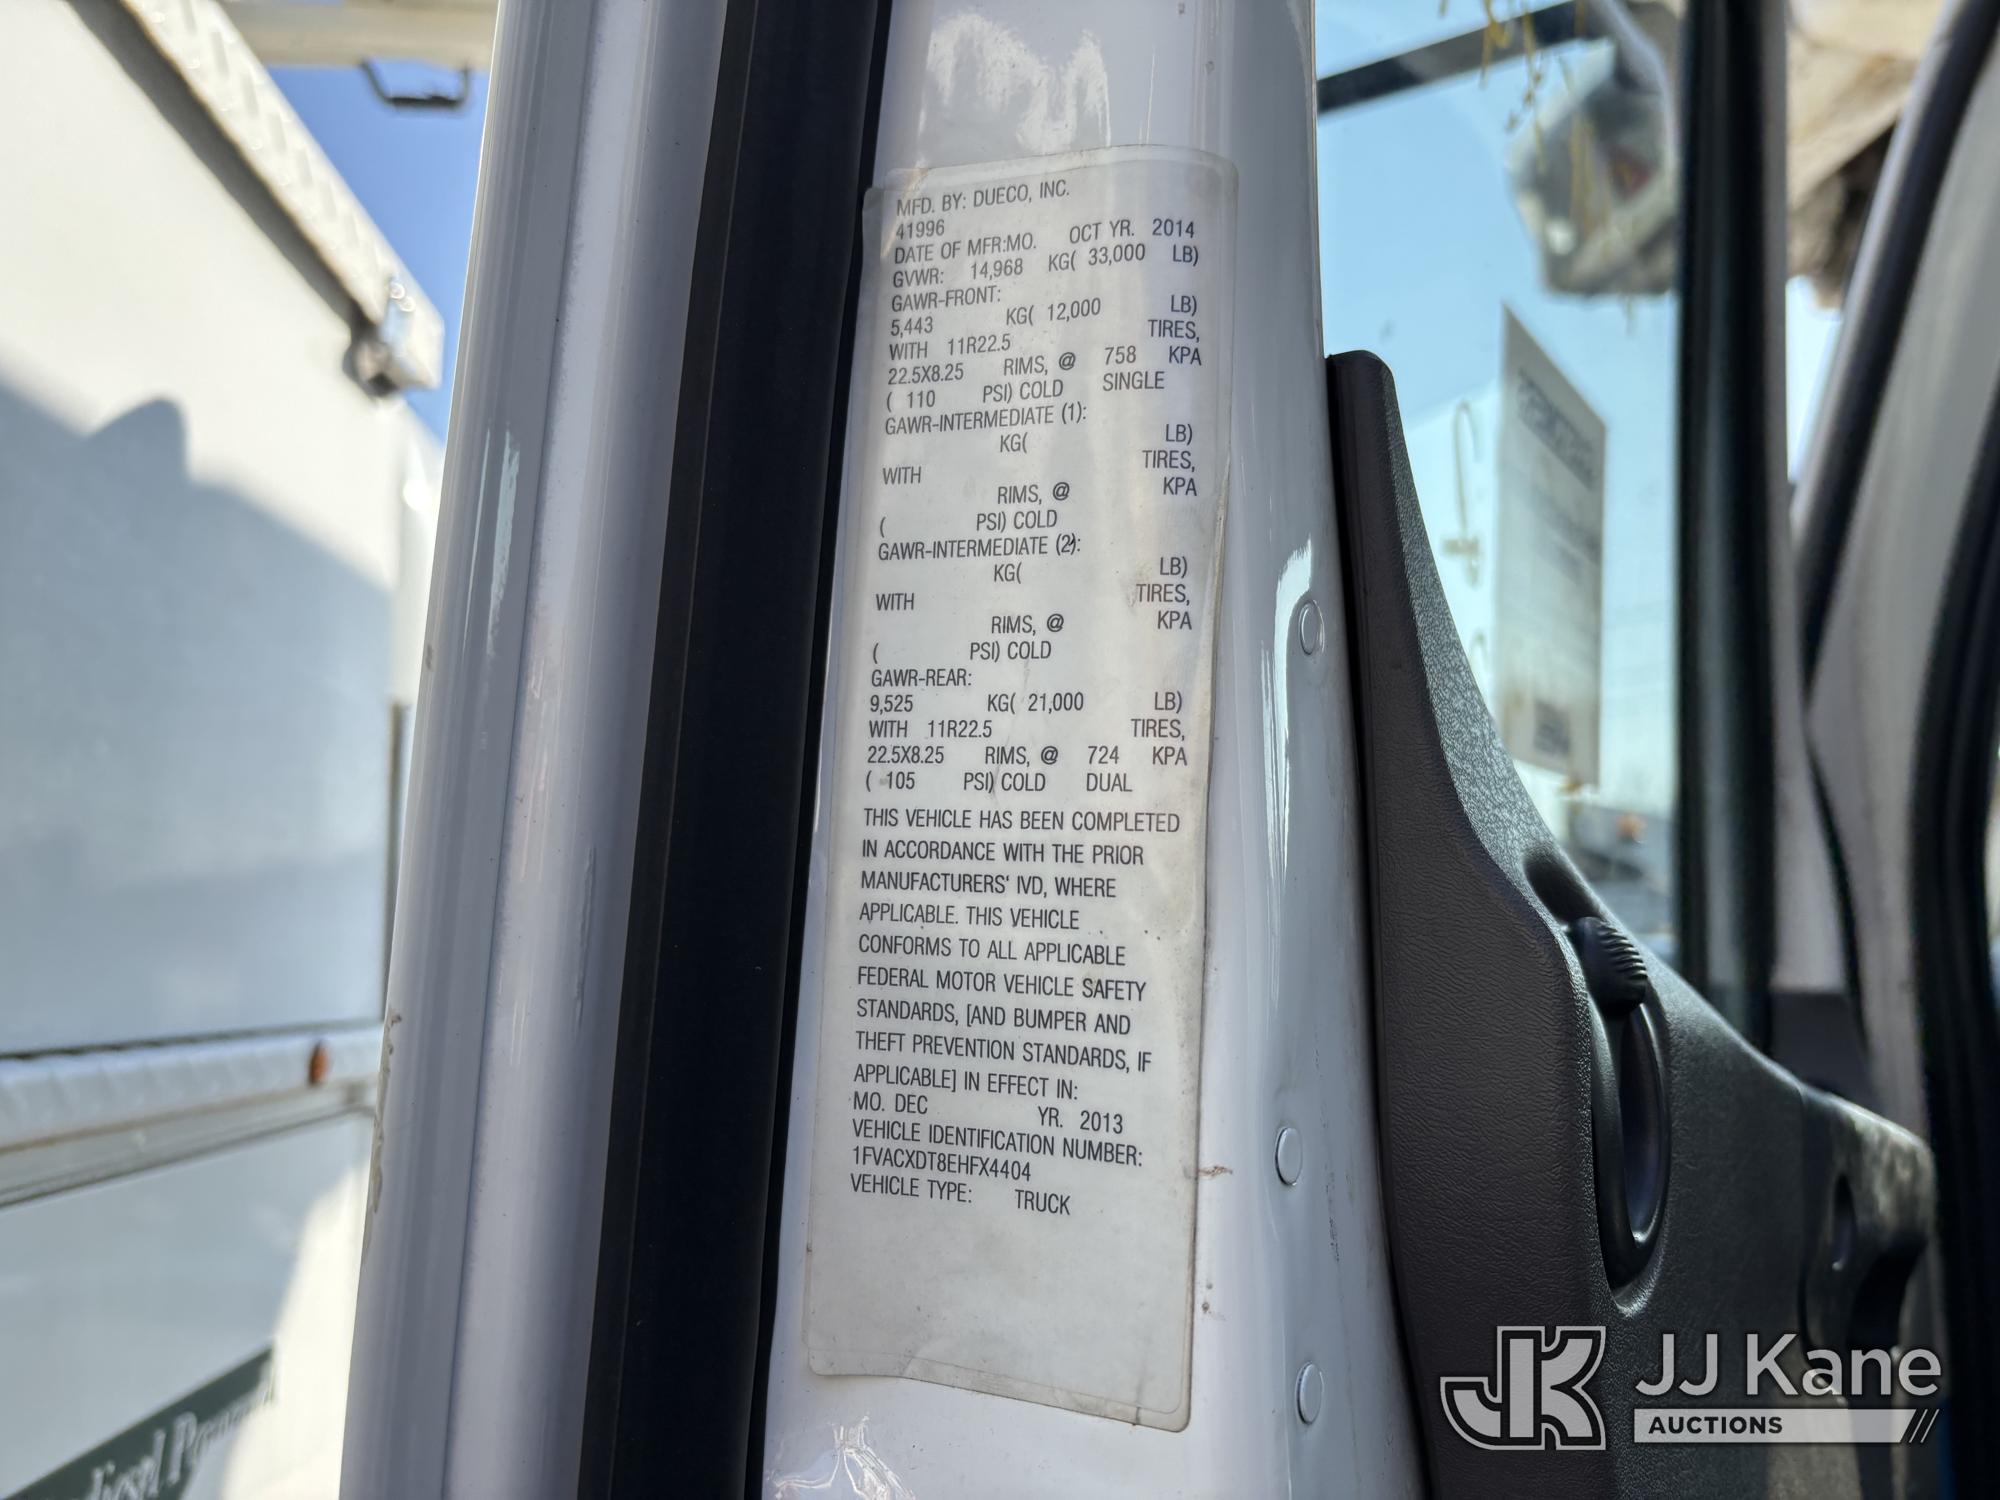 MFD. BY: DUECO, INC.
41996
DATE OF MFR:MO. OCT YR. 2014
GVWR: 14,968 KG( 33,000 LB)
GAWR-FRONT:
5,443 KG( 12,000 LB)
WITH 11R22.5 TIRES,
22.5X8.25 RIMS, @ 758 KPA
( 110 PSI) COLD SINGLE
GAWR-INTERMEDIATE (1):
KG( LB)
WITH TIRES,
RIMS, @ KPA
( PSI) COLD
GAWR-INTERMEDIATE (2):
KG( LB)
WITH TIRES,
RIMS, @ KPA
( PSI) COLD
GAWR-REAR:
9,525 KG( 21,000 LB)
WITH 11R22.5 TIRES,
22.5X8.25 RIMS, @ 724 KPA
( 105 PSI) COLD DUAL
THIS VEHICLE HAS BEEN COMPLETED
IN ACCORDANCE WITH THE PRIOR
MANUFACTURERS' IVD, WHERE
APPLICABLE. THIS VEHICLE
CONFORMS TO ALL APPLICABLE
FEDERAL MOTOR VEHICLE SAFETY
STANDARDS, [AND BUMPER AND
THEFT PREVENTION STANDARDS, IF
APPLICABLE] IN EFFECT IN:
MO. DEC YR. 2013
VEHICLE IDENTIFICATION NUMBER:
1FVACXDT8EHFX4404
VEHICLE TYPE: TRUCK
JK JJ Kane
AUCTIONS